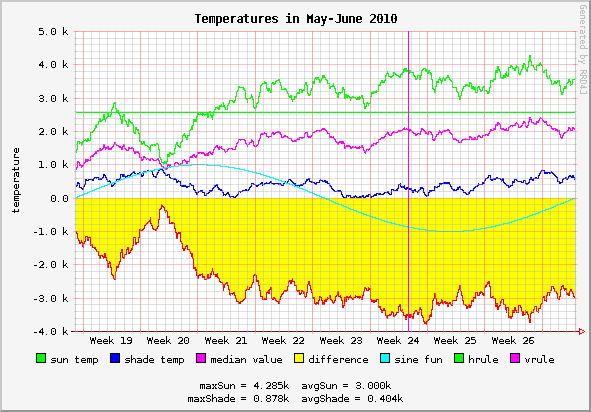 Temperatures in May-June 2010
Generated by RRD4J
temperature
5.0 k
4.0 k
3.0 k
2.0 k
1.0 k
0.0
-1.0 k
-2.0 k
-3.0 k
-4.0 k
Week 19 Week 20 Week 21 Week 22 Week 23 Week 24 Week 25 Week 26
sun temp shade temp median value difference sine fun hrule vrule
maxSun = 4.285k avgSun = 3.000k
maxShade = 0.878k avgShade = 0.404k